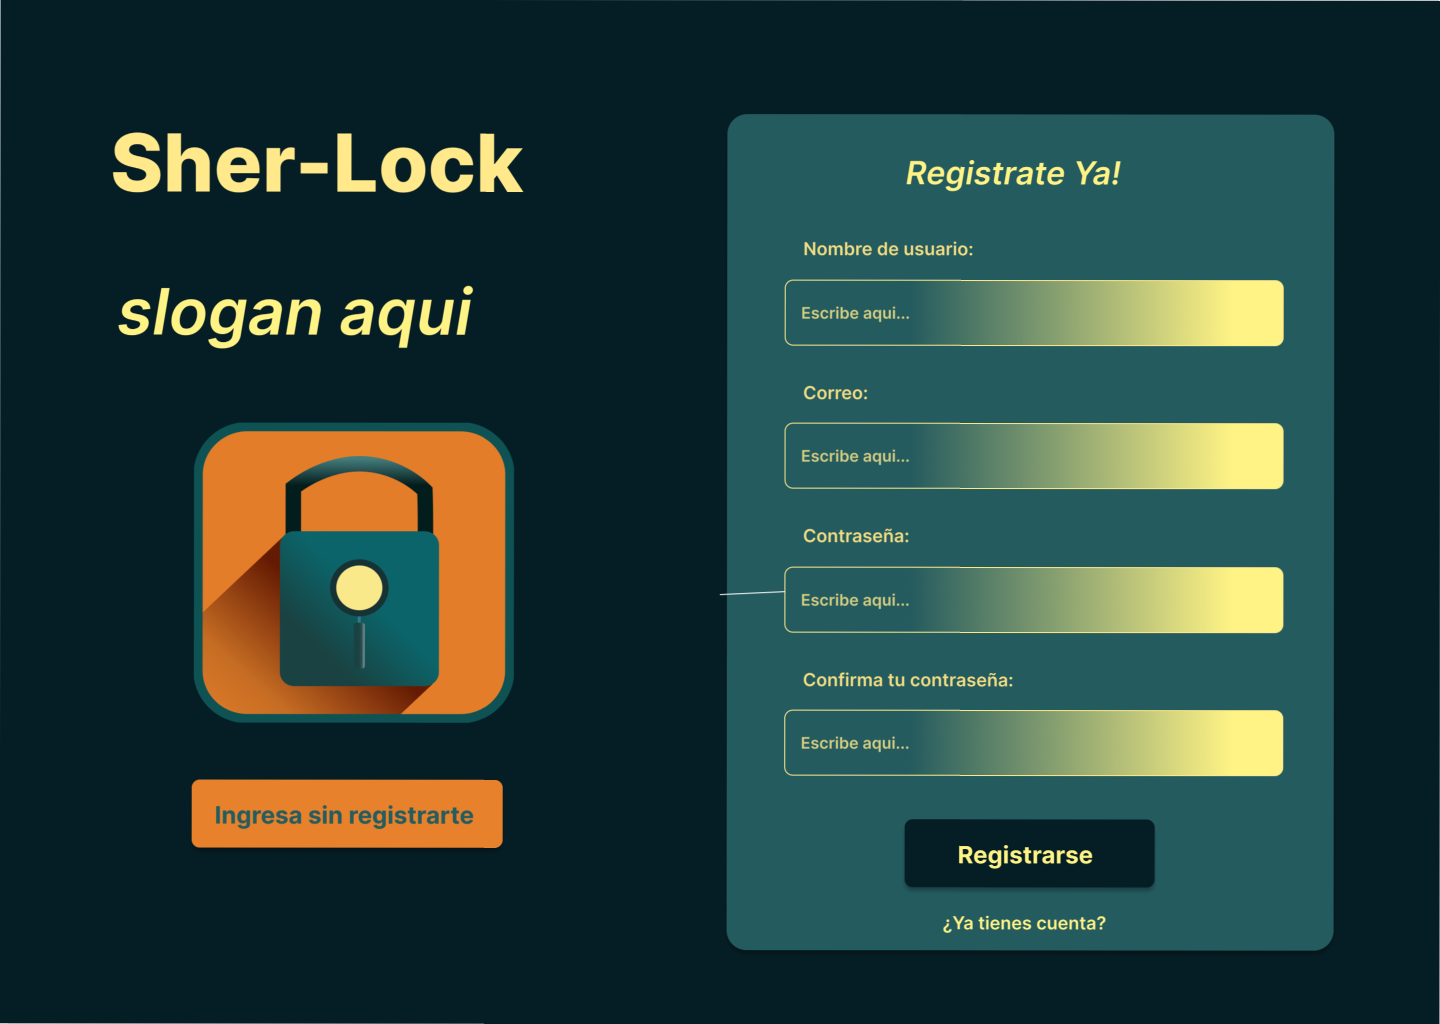 Sher-Lock
slogan aqui
Ingresa sin registrarte
Registrate Ya!
Nombre de usuario:
Escribe aqui...
Correo:
Escribe aqui...
Contraseña:
Escribe aqui...
Confirma tu contraseña:
Escribe aqui...
Registrarse
¿Ya tienes cuenta?